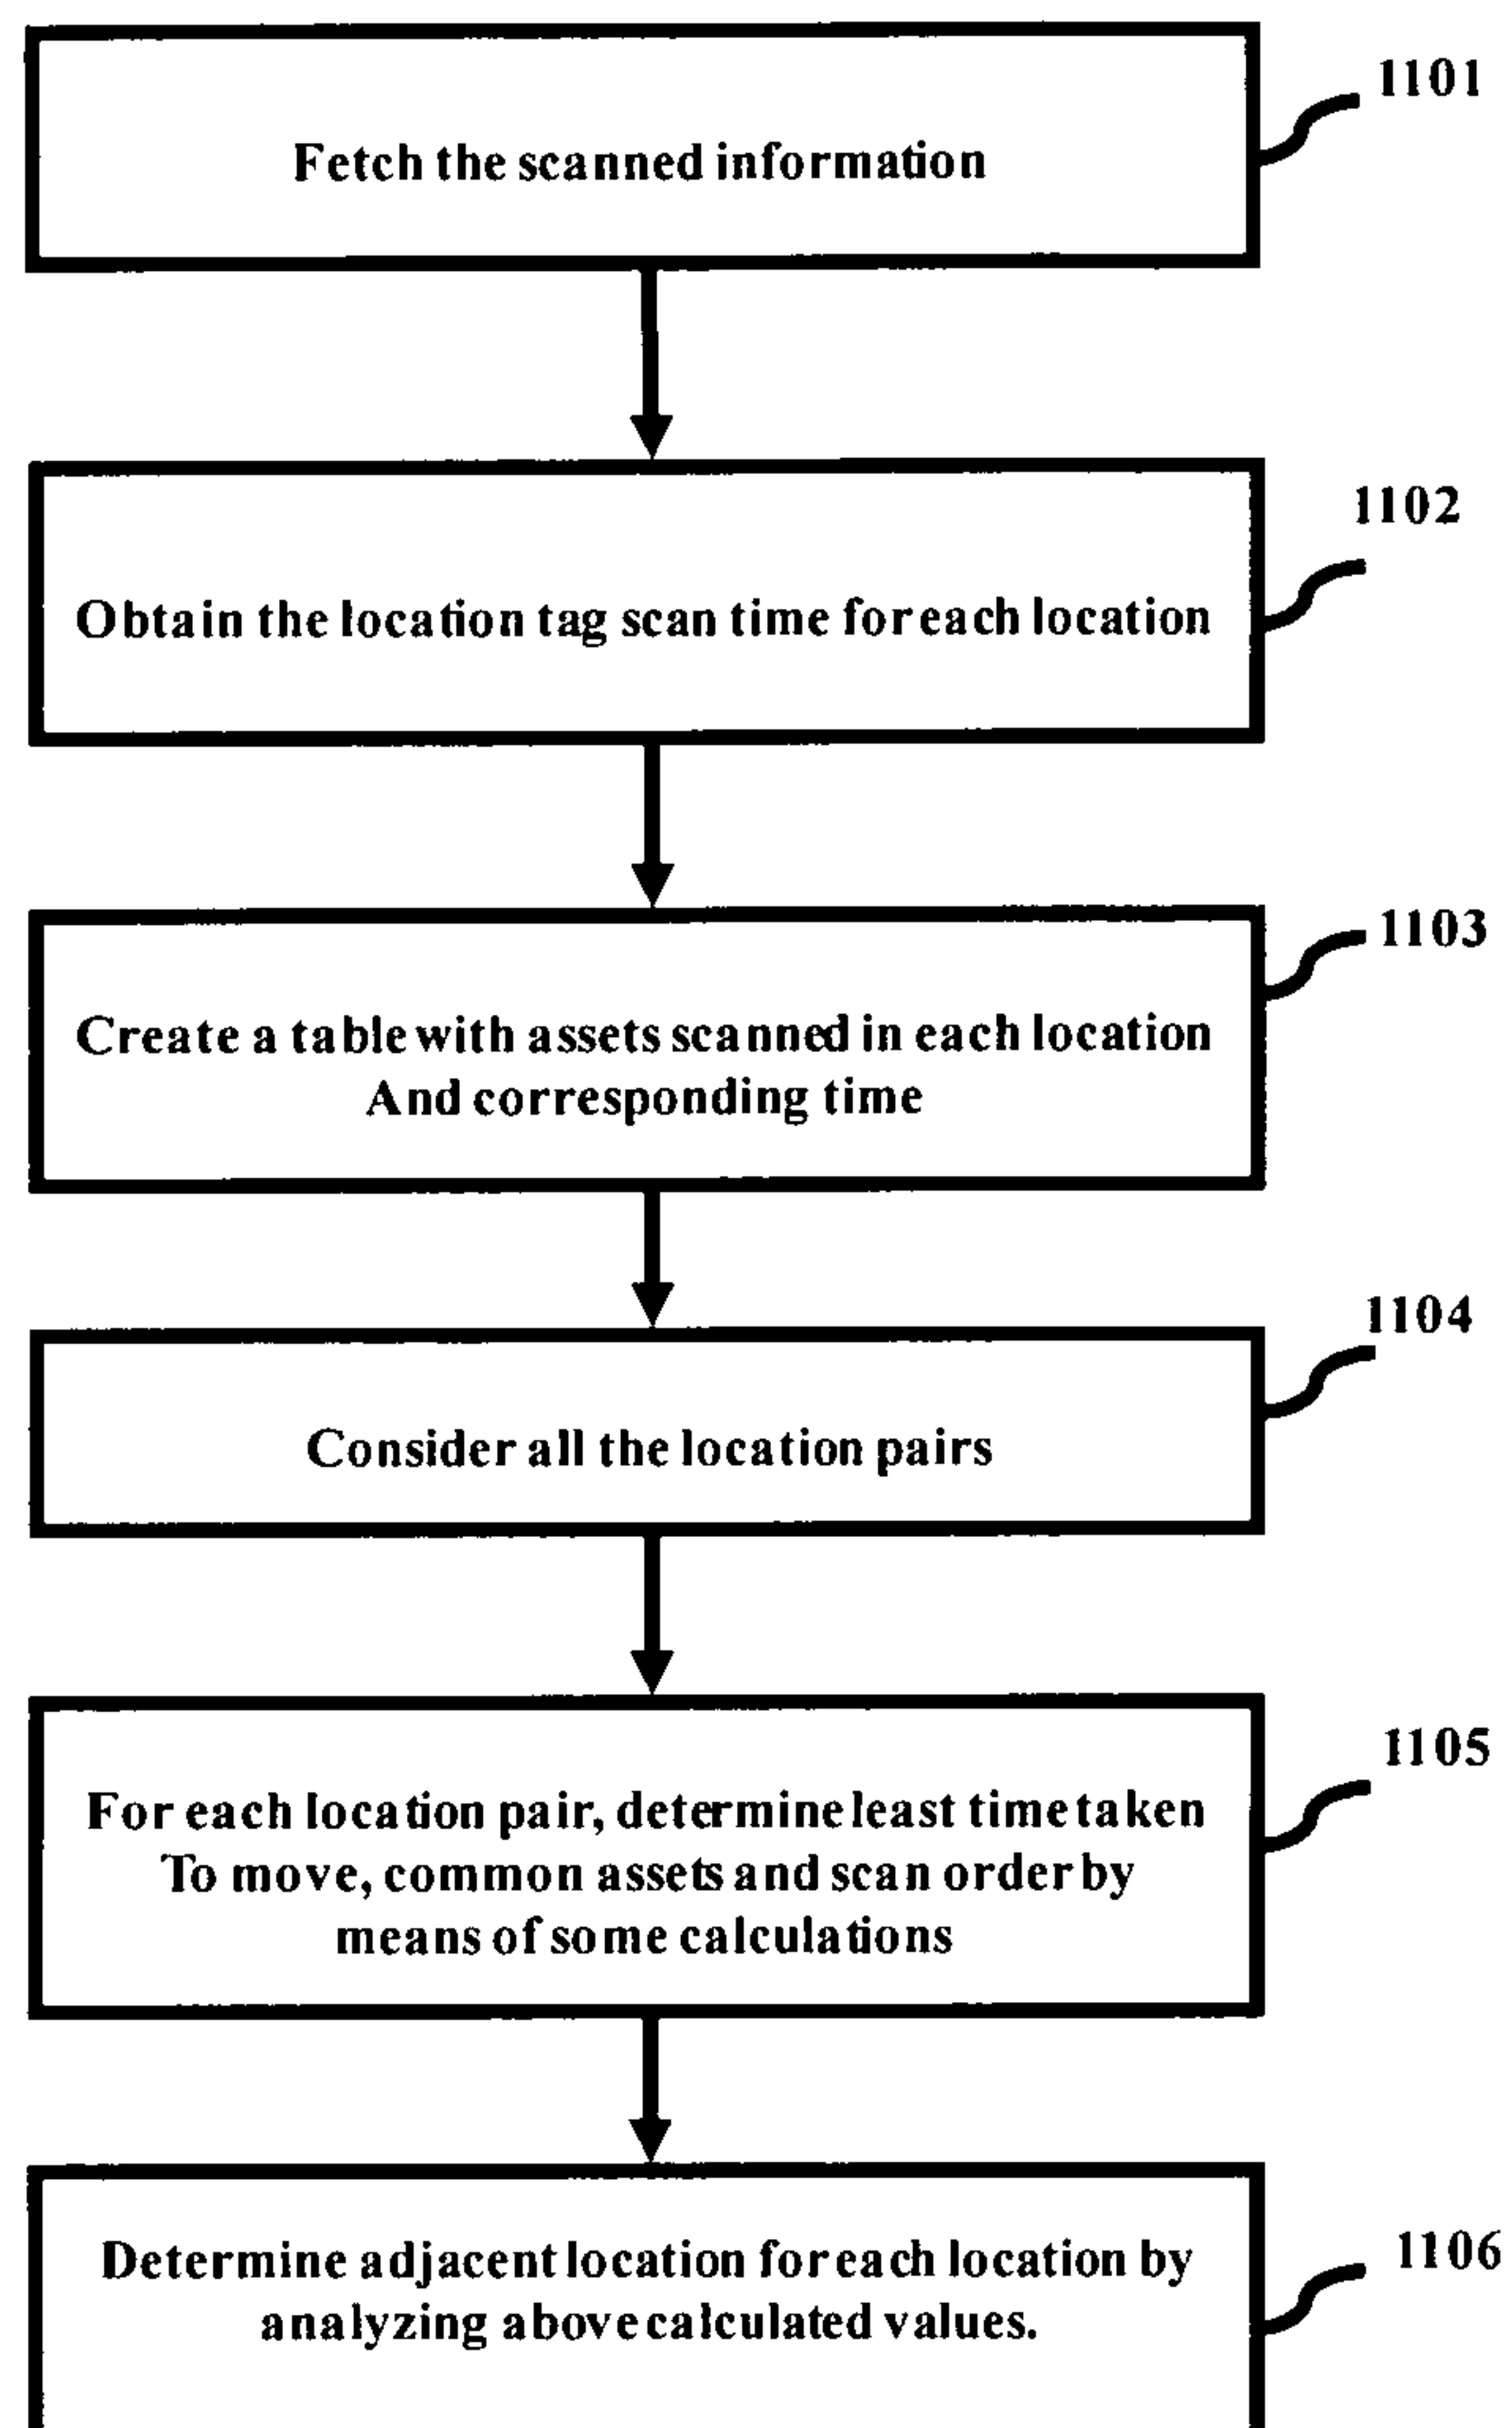 1101
Fetch the scanned information
1102
Obtain the location tag scan time for each location
1103
Create a table with assets scanned in each location
And corresponding time
1104
Consider all the location pairs
1105
For each location pair, determine least time taken
To move, common assets and scan order by
means of some calculations
1106
Determine adjacent location for each location by
analyzing above calculated values.